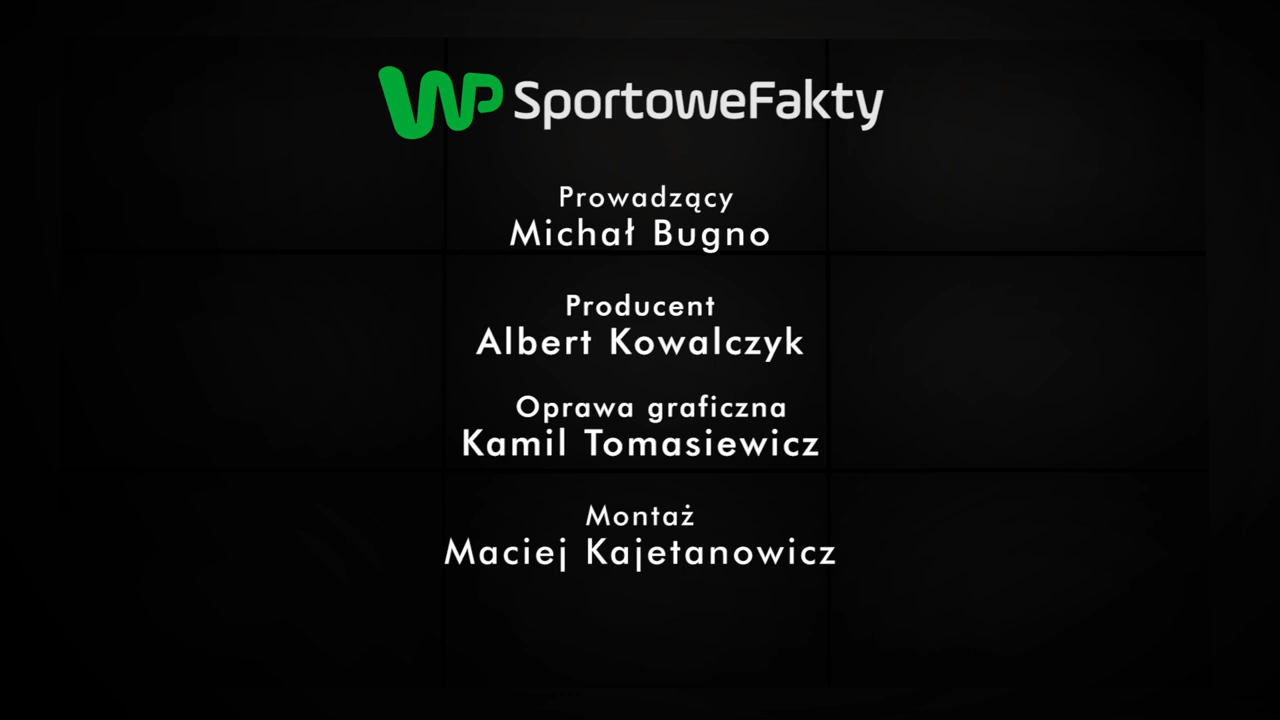 WP SportoweFakty
Prowadzący
Michał Bugno
Producent
Albert Kowalczyk
Oprawa graficzna
Kamil Tomasiewicz
Montaż
Maciej Kajetanowicz